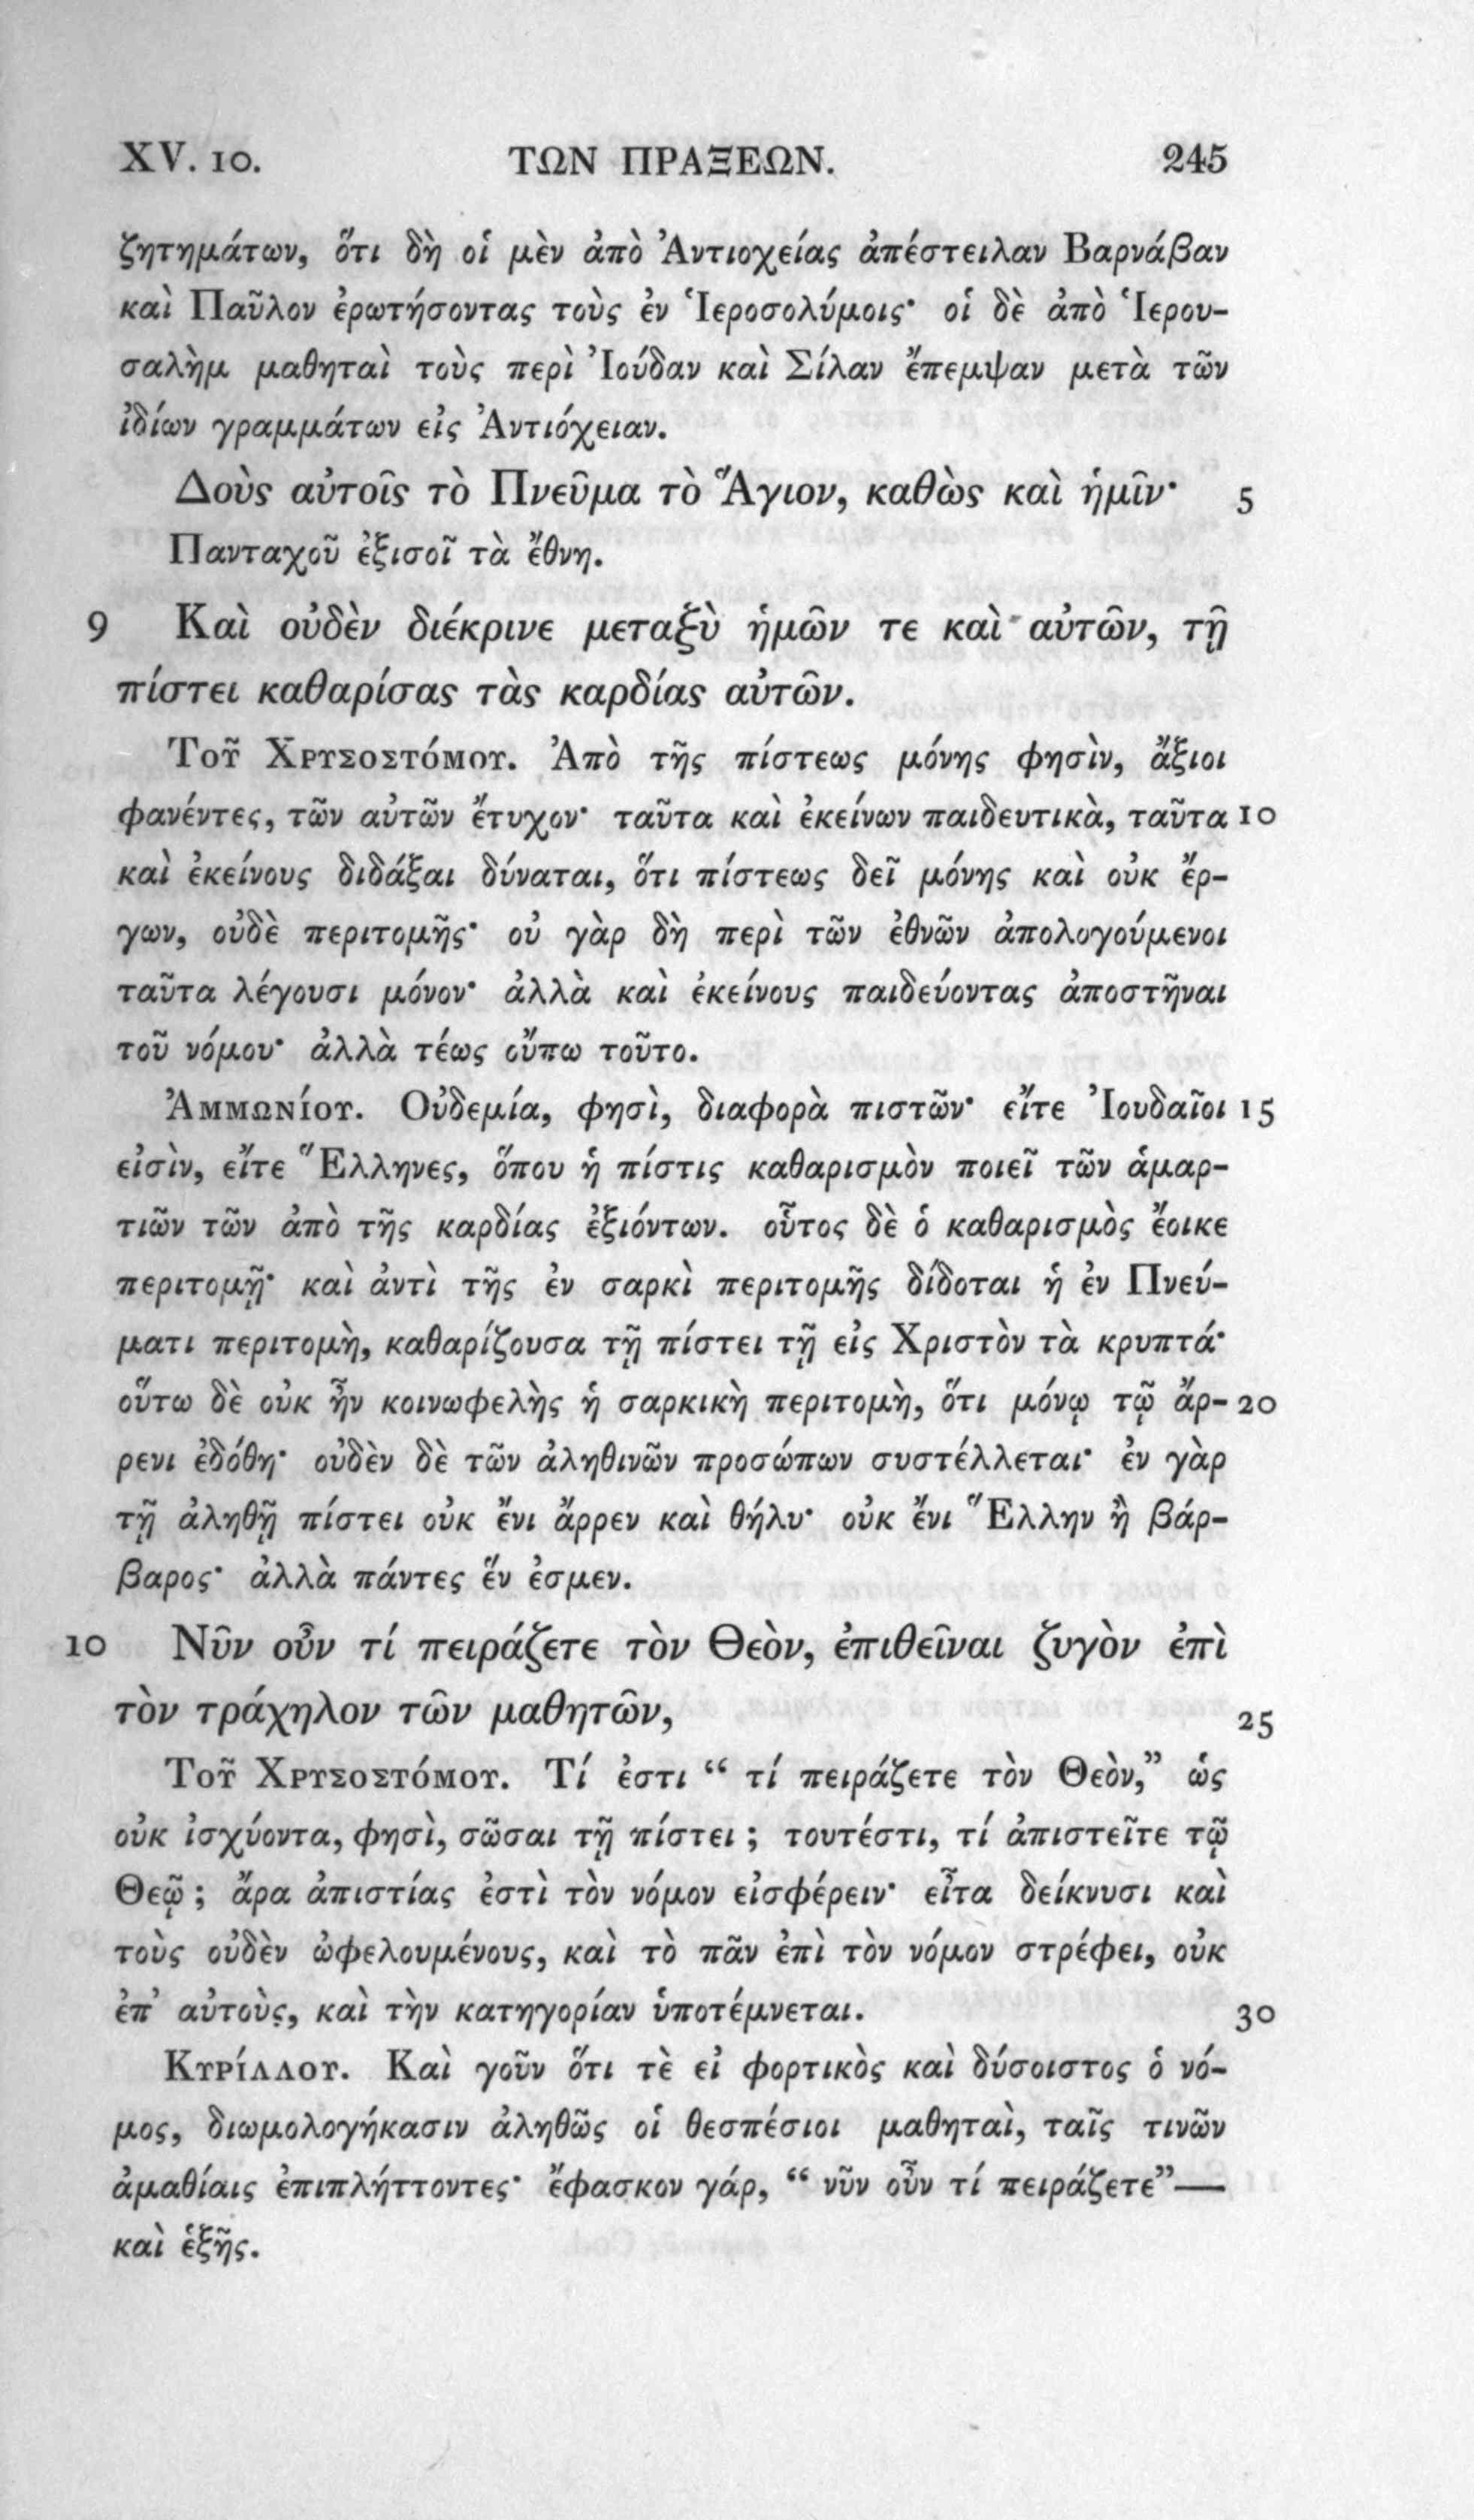 XV. 10. ΤΩΝ ΠΡΑΞΕΩΝ. 245
ζητημάτων, ὅτι δὴ οἱ μὲν ἀπὸ Ἀντιοχείας ἀπέστειλαν Βαρνάβαν
καὶ Παῦλον ἐρωτήσοντας τοὺς ἐν Ἱεροσολύμοις· οἱ δὲ ἀπὸ Ἱερου-
σαλὴμ μαθηταὶ τοὺς περὶ Ἰούδαν καὶ Σίλαν ἔπεμψαν μετὰ τῶν
ἰδίων γραμμάτων εἰς Ἀντιόχειαν.
Δοὺς αὐτοῖς τὸ Πνεῦμα τὸ Ἅγιον, καθὼς καὶ ἡμῖν· 5
Πανταχοῦ ἐξισοῖ τὰ ἔθνη.
9 Καὶ οὐδὲν διέκρινε μεταξὺ ἡμῶν τε καὶ αὐτῶν, τῇ
πίστει καθαρίσας τὰς καρδίας αὐτῶν.
Τοῦ Χρυσοστόμου. Ἀπὸ τῆς πίστεως μόνης φησὶν, ἄξιοι
φανέντες, τῶν αὐτῶν ἔτυχον· ταῦτα καὶ ἐκείνων παιδευτικὰ, ταῦτα 10
καὶ ἐκείνους διδάξαι δύναται, ὅτι πίστεως δεῖ μόνης καὶ οὐκ ἔρ-
γων, οὐδὲ περιτομῆς· οὐ γὰρ δὴ περὶ τῶν ἐθνῶν ἀπολογούμενοι
ταῦτα λέγουσι μόνον· ἀλλὰ καὶ ἐκείνους παιδεύοντας ἀποστῆναι
τοῦ νόμου· ἀλλὰ τέως οὔπω τοῦτο.
Ἀμμωνίου. Οὐδεμία, φησὶ, διαφορὰ πιστῶν· εἴτε Ἰουδαῖοι 15
εἰσὶν, εἴτε Ἕλληνες, ὅπου ἡ πίστις καθαρισμὸν ποιεῖ τῶν ἁμαρ-
τιῶν τῶν ἀπὸ τῆς καρδίας ἐξιόντων. οὗτος δὲ ὁ καθαρισμὸς ἔοικε
περιτομῇ· καὶ ἀντὶ τῆς ἐν σαρκὶ περιτομῆς δίδοται ἡ ἐν Πνεύ-
ματι περιτομὴ, καθαρίζουσα τῇ πίστει τῇ εἰς Χριστὸν τὰ κρυπτά·
οὕτω δὲ οὐκ ἦν κοινωφελὴς ἡ σαρκικὴ περιτομὴ, ὅτι μόνῳ τῷ ἄρ- 20
ρενι ἐδόθη· οὐδὲν δὲ τῶν ἀληθινῶν προσώπων συστέλλεται· ἐν γὰρ
τῇ ἀληθῇ πίστει οὐκ ἔνι ἄρρεν καὶ θήλυ· οὐκ ἔνι Ἕλλην ἢ βάρ-
βαρος· ἀλλὰ πάντες ἕν ἐσμεν.
10 Νῦν οὖν τί πειράζετε τὸν Θεὸν, ἐπιθεῖναι ζυγὸν ἐπὶ
τὸν τράχηλον τῶν μαθητῶν, 25
Τοῦ Χρυσοστόμου. Τί ἐστι “ τί πειράζετε τὸν Θεὸν,” ὡς
οὐκ ἰσχύοντα, φησὶ, σῶσαι τῇ πίστει ; τουτέστι, τί ἀπιστεῖτε τῷ
Θεῷ ; ἄρα ἀπιστίας ἐστὶ τὸν νόμον εἰσφέρειν· εἶτα δείκνυσι καὶ
τοὺς οὐδὲν ὠφελουμένους, καὶ τὸ πᾶν ἐπὶ τὸν νόμον στρέφει, οὐκ
ἐπ’ αὐτοὺς, καὶ τὴν κατηγορίαν ὑποτέμνεται. 30
Κυρίλλου. Καὶ γοῦν ὅτι τὲ εἰ φορτικὸς καὶ δύσοιστος ὁ νό-
μος, διωμολογήκασιν ἀληθῶς οἱ θεσπέσιοι μαθηταὶ, ταῖς τινῶν
ἀμαθίαις ἐπιπλήττοντες· ἔφασκον γάρ, “ νῦν οὖν τί πειράζετε”—
καὶ ἑξῆς.